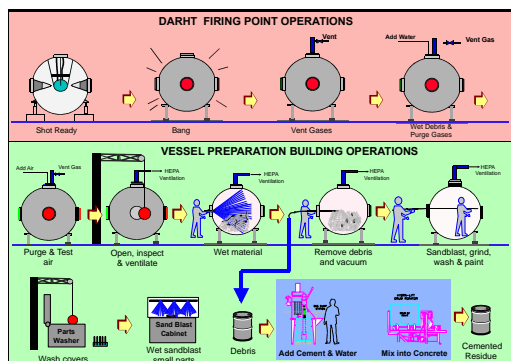 DARHT FIRING POINT OPERATIONS
Vent
Add Water
Vent Gas
Shot Ready
Bang
Vent Gases
Wet Debris &
Purge Gases
VESSEL PREPARATION BUILDING OPERATIONS
Add Air
Vent Gas
HEPA
Ventilation
HEPA
Ventilation
HEPA
Ventilation
HEPA
Ventilation
Purge & Test
air
Open, inspect
& ventilate
Wet material
Remove debris
and vacuum
Sandblast, grind,
wash & paint
Parts
Washer
Sand Blast
Cabinet
Wash covers
Wet sandblast
small parts
Debris
Add Cement & Water
Mix into Concrete
Cemented
Residue